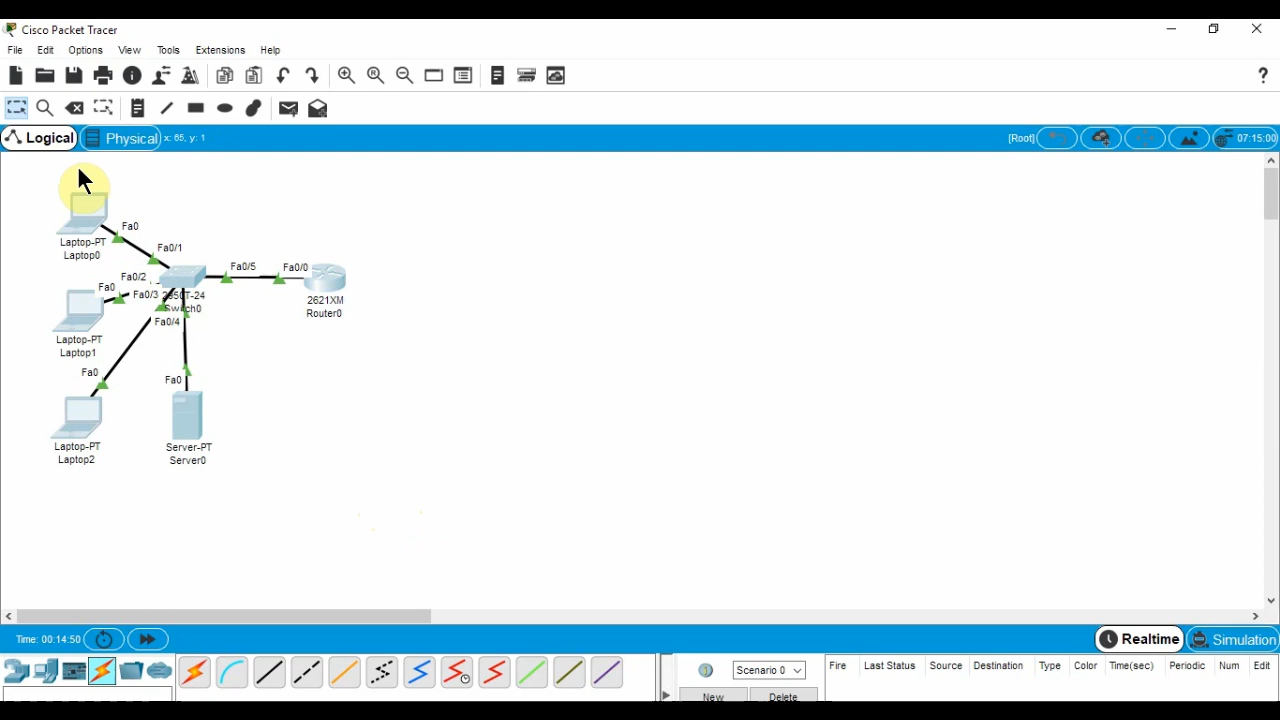 Cisco Packet Tracer
File Edit Options View Tools Extensions Help
?
Logical Physical x: 65, y: 1 [Root] 07:15:00
Fa0
Laptop-PT
Laptop0
Fa0/1
Fa0/2
Fa0
Fa0/3
2950T-24
Switch0
Fa0/4
Fa0/5
Fa0/0
2621XM
Router0
Laptop-PT
Laptop1
Fa0
Fa0
Laptop-PT
Laptop2
Server-PT
Server0
Time: 00:14:50 Realtime Simulation
Scenario 0
New Delete
Fire Last Status Source Destination Type Color Time(sec) Periodic Num Edit